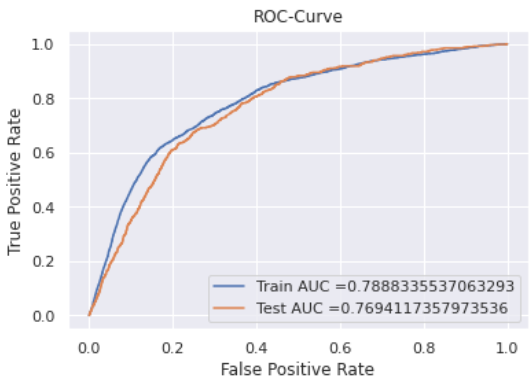 ROC-Curve
1.0
0.8
0.6
0.4
0.2
0.0
True Positive Rate
Train AUC =0.7888335537063293
Test AUC =0.7694117357973536
0.0 0.2 0.4 0.6 0.8 1.0
False Positive Rate